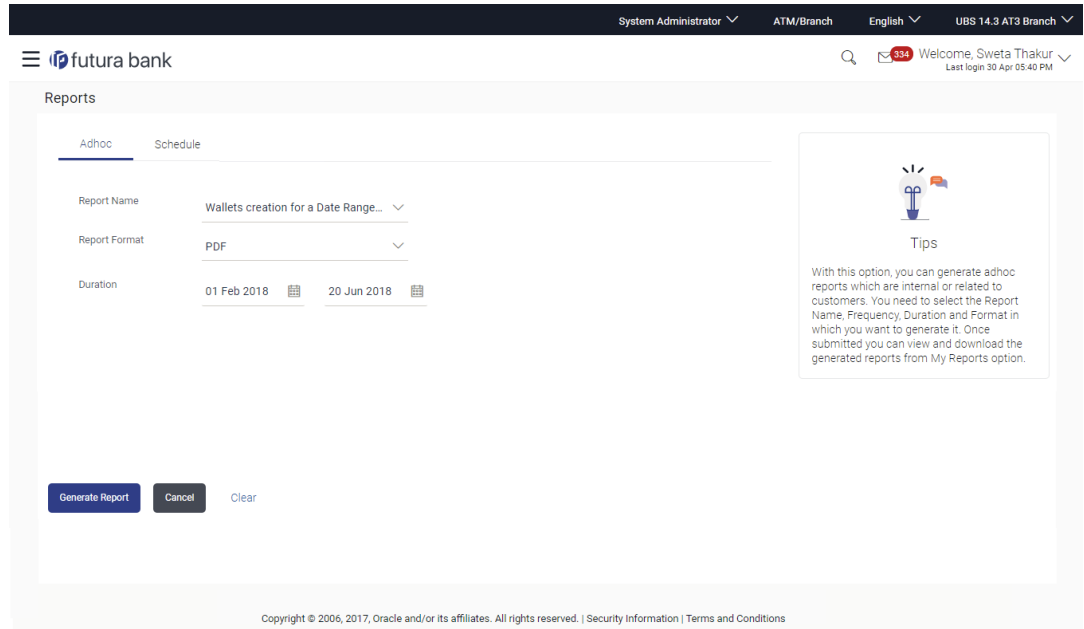 System Administrator ATM/Branch English UBS 14.3 AT3 Branch
futura bank 334 Welcome, Sweta Thakur
Last login 30 Apr 05:40 PM
Reports
Adhoc Schedule
Report Name Wallets creation for a Date Range...
Report Format PDF
Duration 01 Feb 2018 20 Jun 2018
Tips
With this option, you can generate adhoc
reports which are internal or related to
customers. You need to select the Report
Name, Frequency, Duration and Format in
which you want to generate it. Once
submitted you can view and download the
generated reports from My Reports option.
Generate Report Cancel Clear
Copyright © 2006, 2017, Oracle and/or its affiliates. All rights reserved. | Security Information | Terms and Conditions